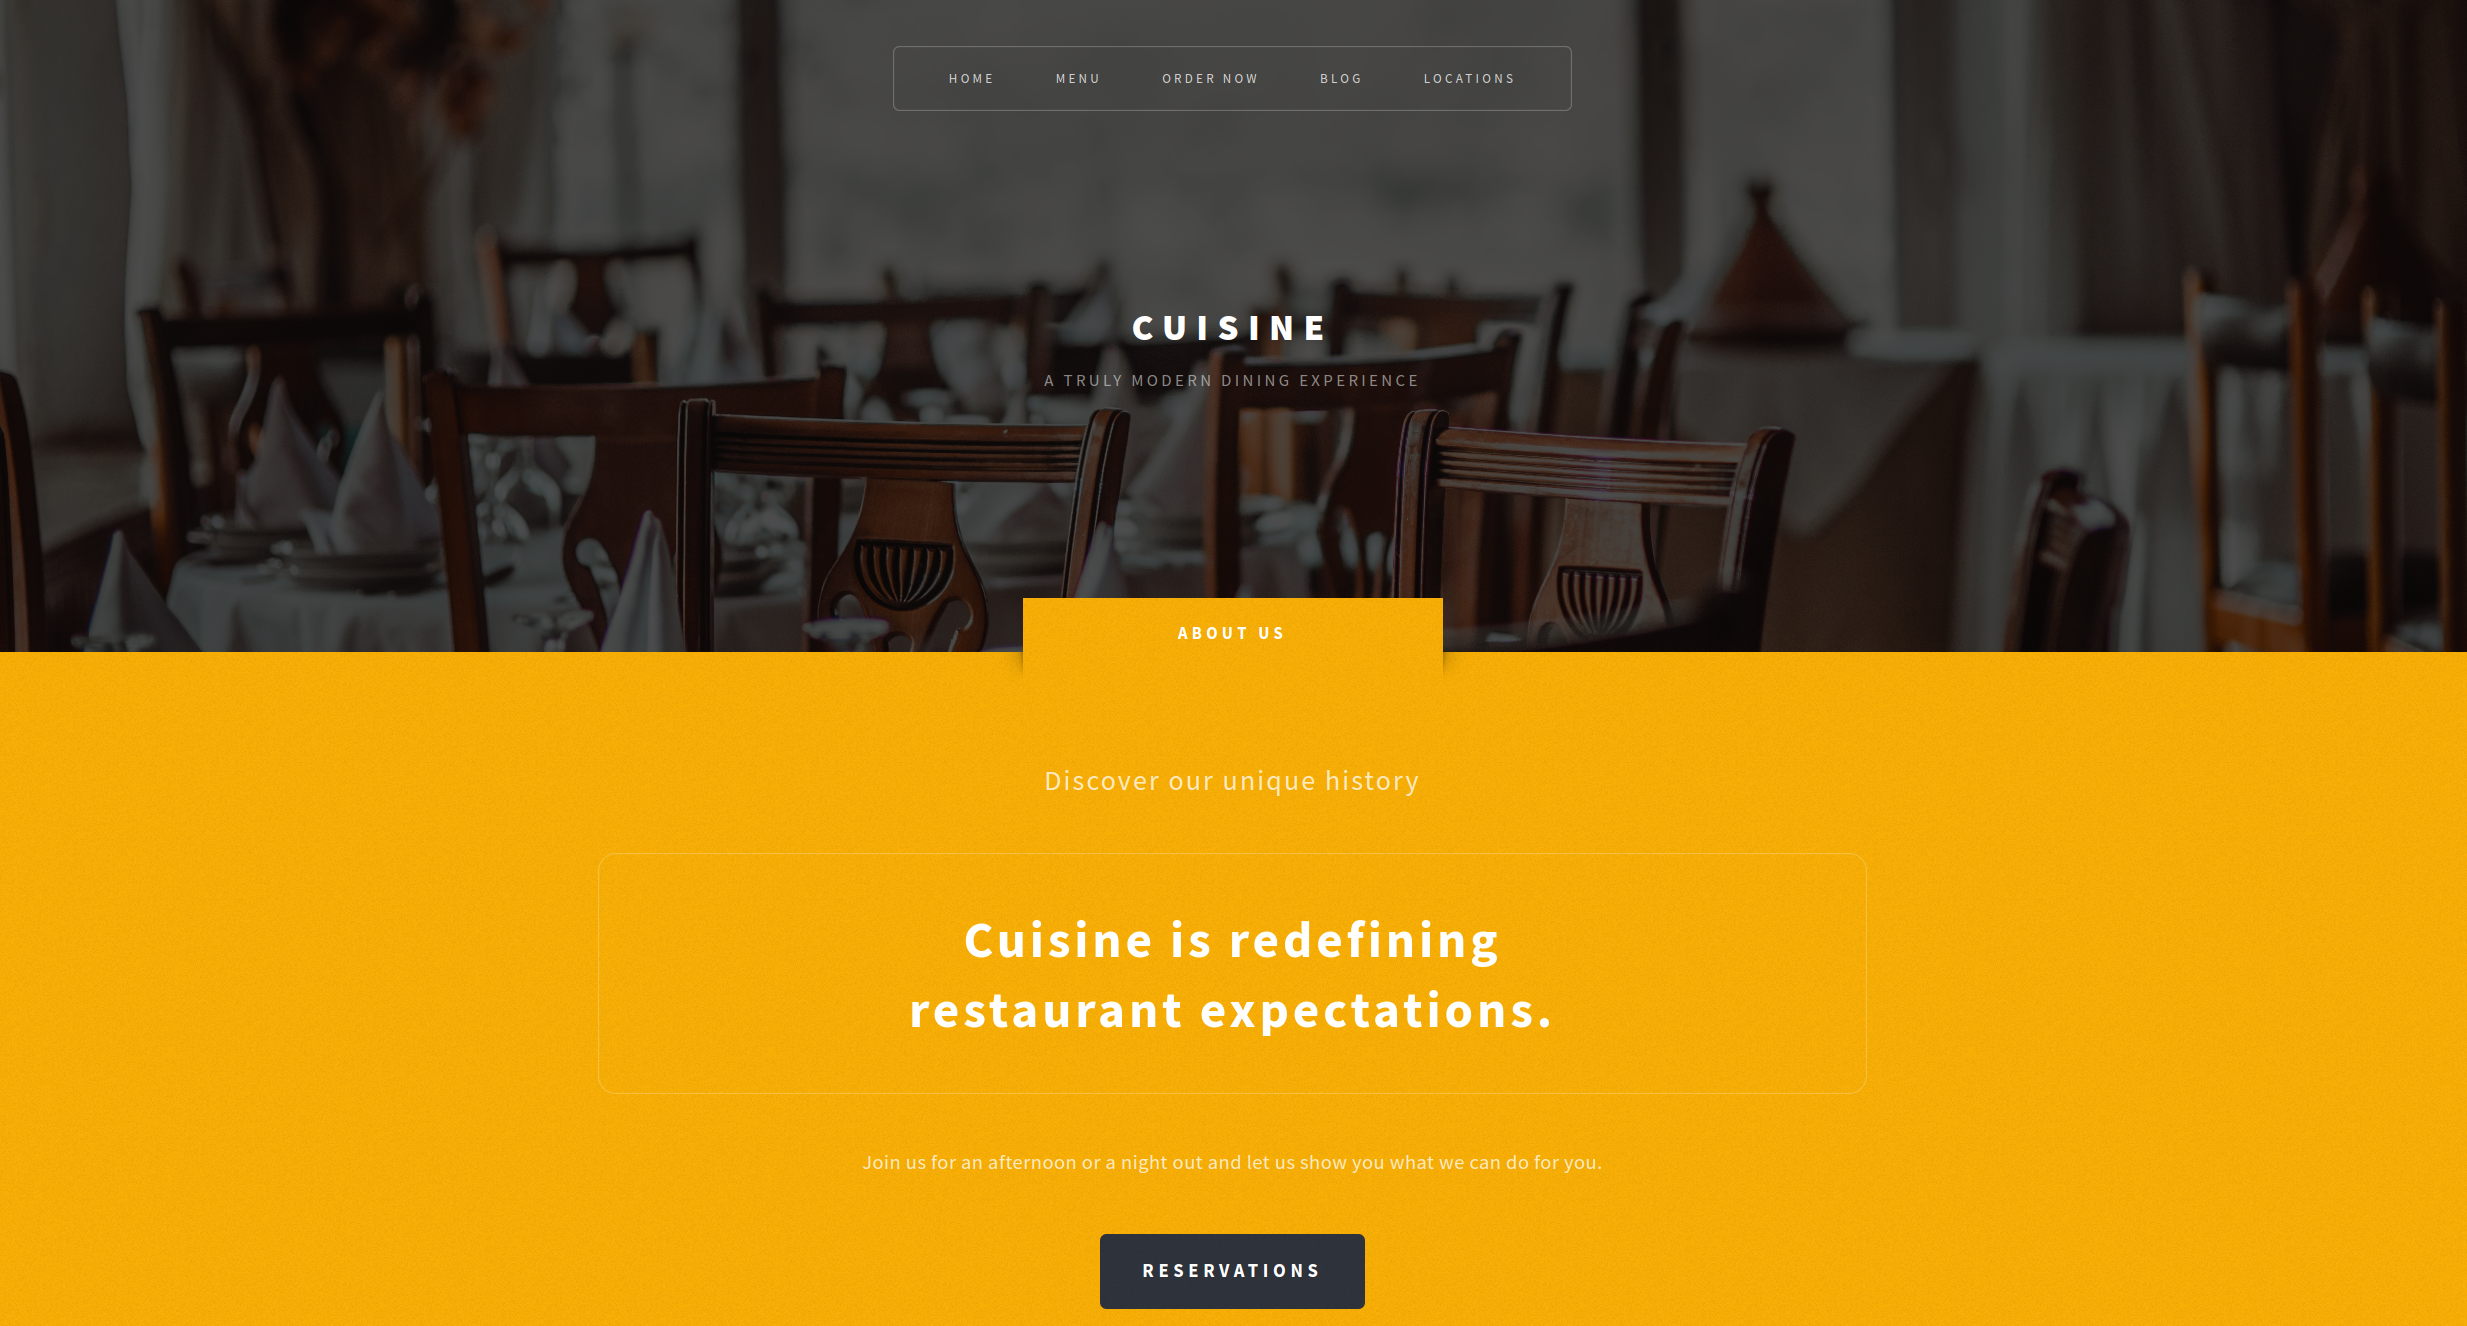 HOME MENU ORDER NOW BLOG LOCATIONS
CUISINE
A TRULY MODERN DINING EXPERIENCE
ABOUT US
Discover our unique history
Cuisine is redefining
restaurant expectations.
Join us for an afternoon or a night out and let us show you what we can do for you.
RESERVATIONS